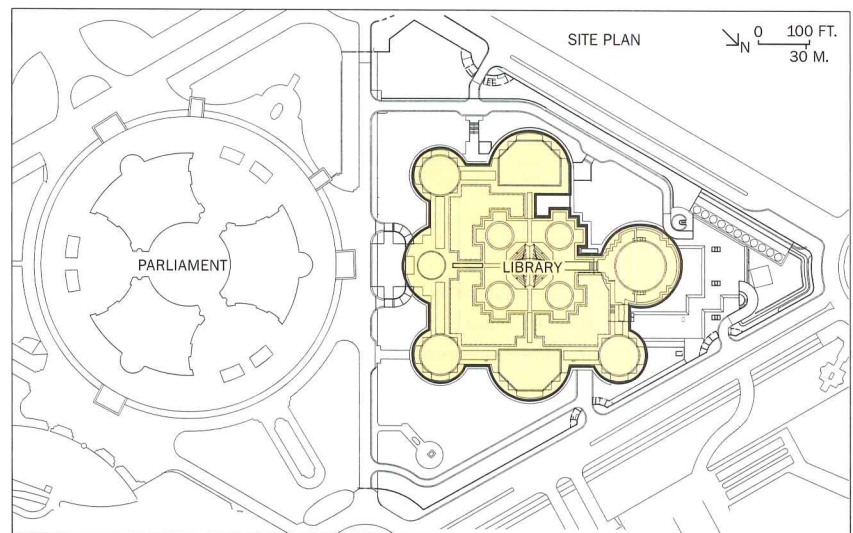 SITE PLAN
N
0 100 FT.
30 M.
PARLIAMENT
LIBRARY